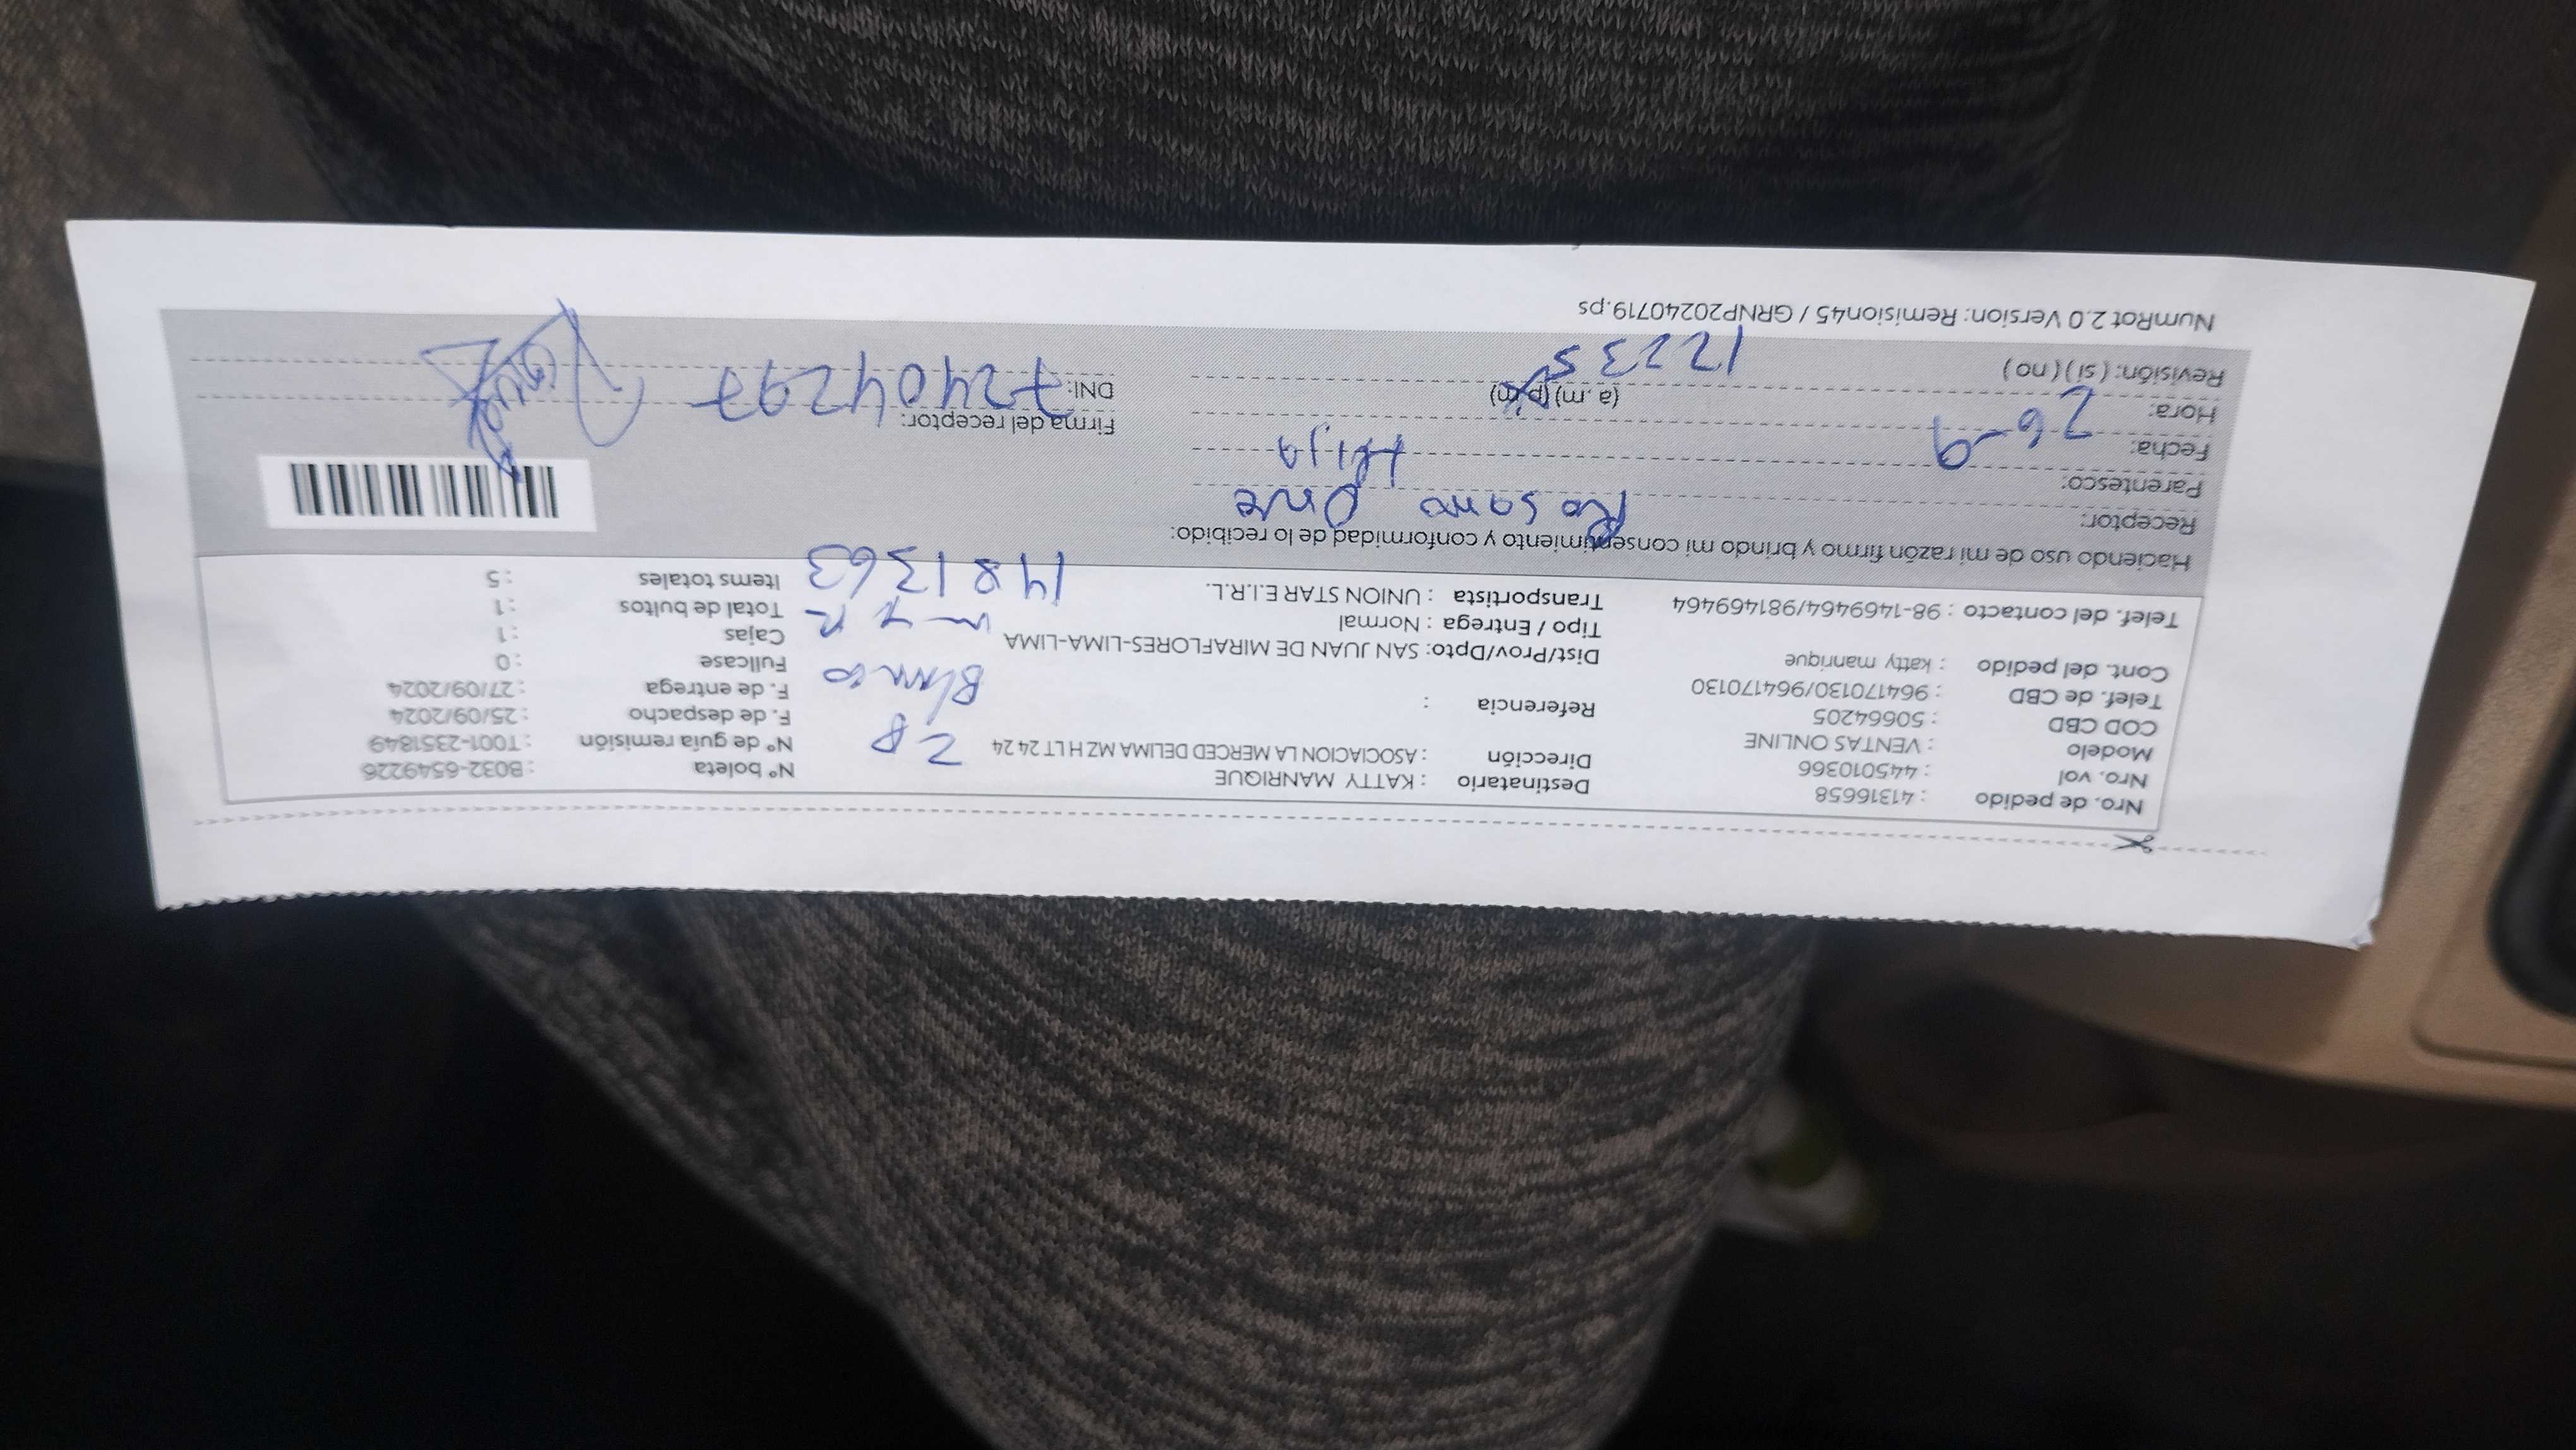 Nro. de pedido : 41316658
Nro. vol : 445010366
Modelo : VENTAS ONLINE
COD CBD : 50664205
Telef. de CBD : 964170130/964170130
Cont. del pedido : katty manrique
Telef. del contacto : 98-1469464/981469464
Destinatario : KATTY MANRIQUE
Dirección : ASOCIACION LA MERCED DELIMA MZ H LT 24 24
Referencia :
Dist/Prov/Dpto: SAN JUAN DE MIRAFLORES-LIMA-LIMA
Tipo / Entrega : Normal
Transportista : UNION STAR E.I.R.L.
2P
Blanco
1481363
Nº boleta : B032-6549226
Nº de guía remisión : T001-2351849
F. de despacho : 25/09/2024
F. de entrega : 27/09/2024
Fullcase : 0
Cajas : 1
Total de bultos : 1
Items totales : 5
Haciendo uso de mi razón firmo y brindo mi consentimiento y conformidad de lo recibido:
Receptor:
Parentesco: Hija
Fecha: 26-9
Hora: 12235 (a. m) (p. m)
Revisión: ( si ) ( no )
Firma del receptor:
DNI: 72404297
NumRot 2.0 Version: Remision45 / GRNP20240719.ps